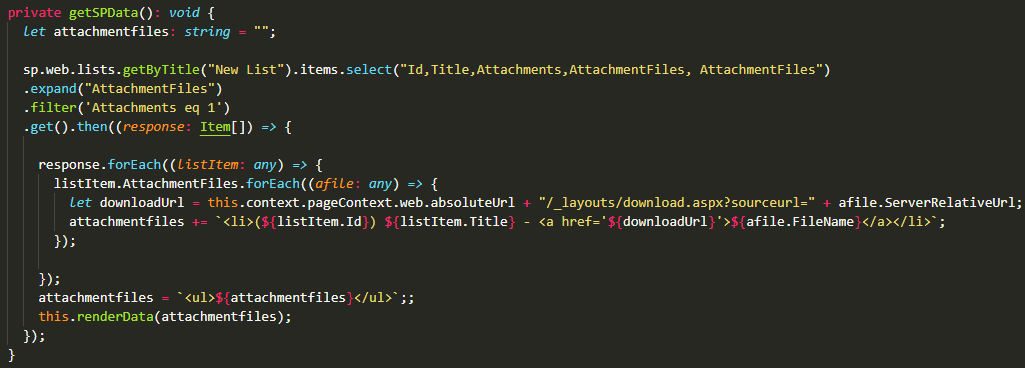 private getSPData(): void {
let attachmentfiles: string = "";
sp.web.lists.getByTitle("New List").items.select("Id,Title,Attachments,AttachmentFiles, AttachmentFiles")
.expand("AttachmentFiles")
.filter('Attachments eq 1')
.get().then((response: Item[]) => {
response.forEach((listItem: any) => {
listItem.AttachmentFiles.forEach((afile: any) => {
let downloadUrl = this.context.pageContext.web.absoluteUrl + "/_layouts/download.aspx?sourceurl=" + afile.ServerRelativeUrl;
attachmentfiles += `<li>(${listItem.Id}) ${listItem.Title} - <a href='${downloadUrl}'>${afile.FileName}</a></li>`;
});
});
attachmentfiles = `<ul>${attachmentfiles}</ul>`;;
this.renderData(attachmentfiles);
});
}